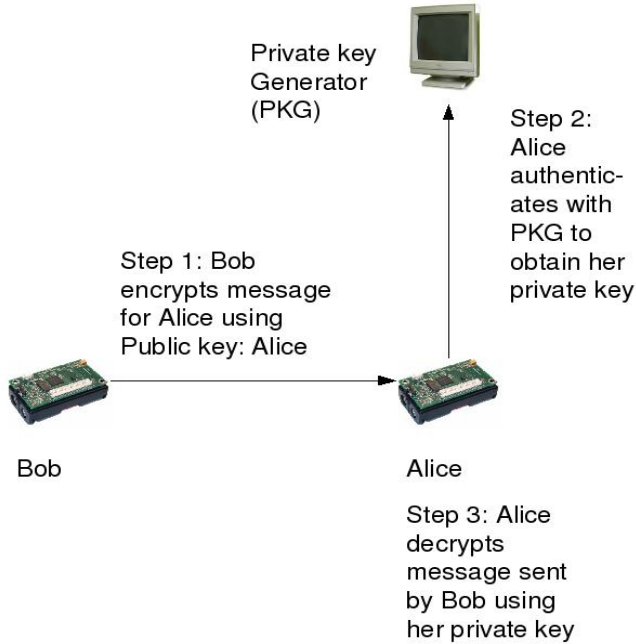 Private key
Generator
(PKG)
Step 2:
Alice
authentic-
ates with
PKG to
obtain her
private key
Step 1: Bob
encrypts message
for Alice using
Public key: Alice
Bob
Alice
Step 3: Alice
decrypts
message sent
by Bob using
her private key